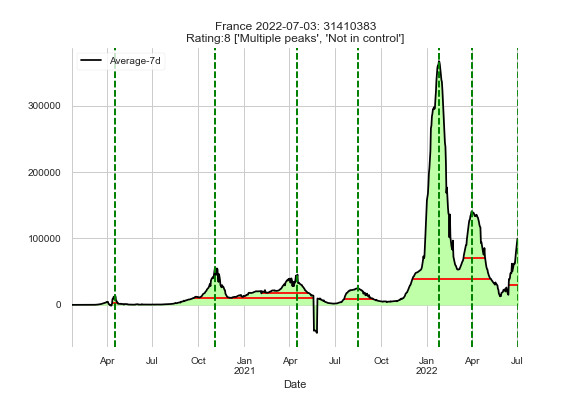 France 2022-07-03: 31410383
Rating:8 ['Multiple peaks', 'Not in control']
Average-7d
300000
200000
100000
0
Apr Jul Oct Jan Apr Jul Oct Jan Apr Jul
2021 2022
Date